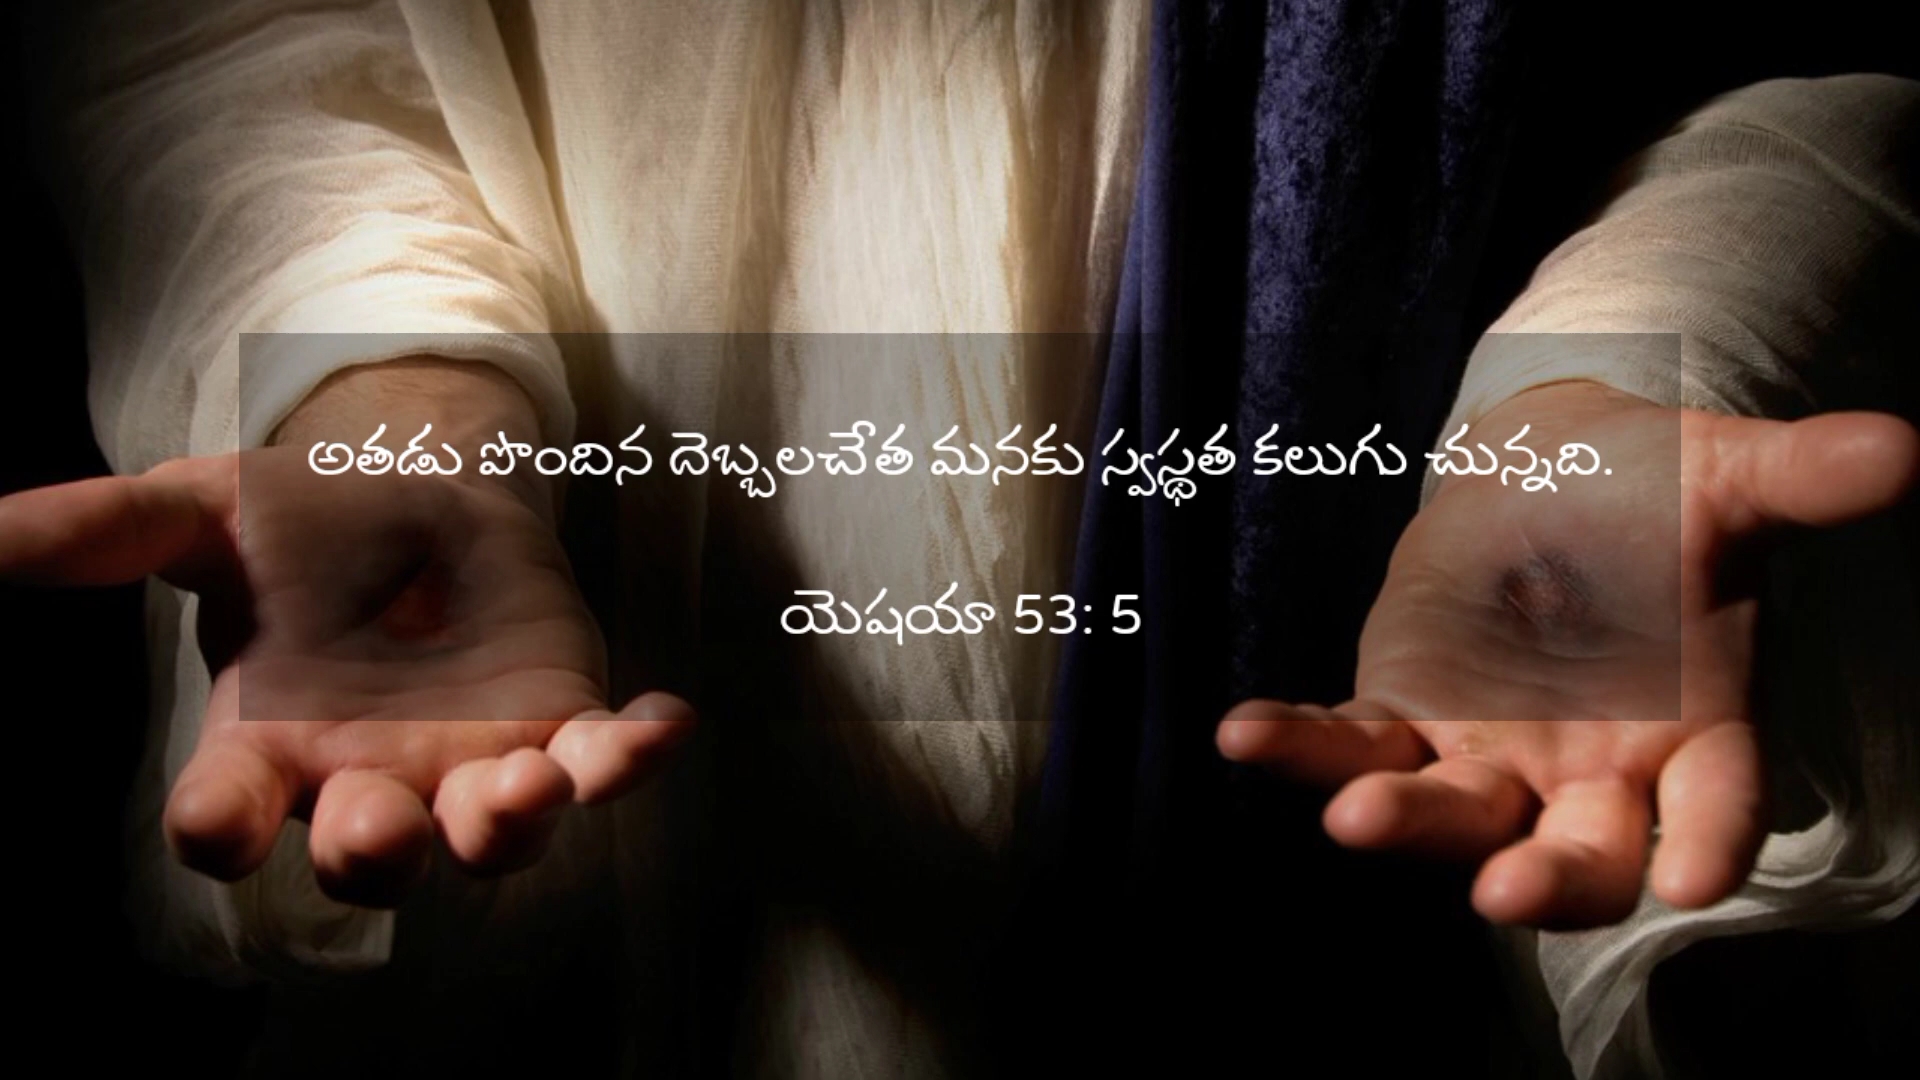 అతడు పొందిన దెబ్బలచేత మనకు స్వస్థత కలుగు చున్నది.
యెషయా 53: 5